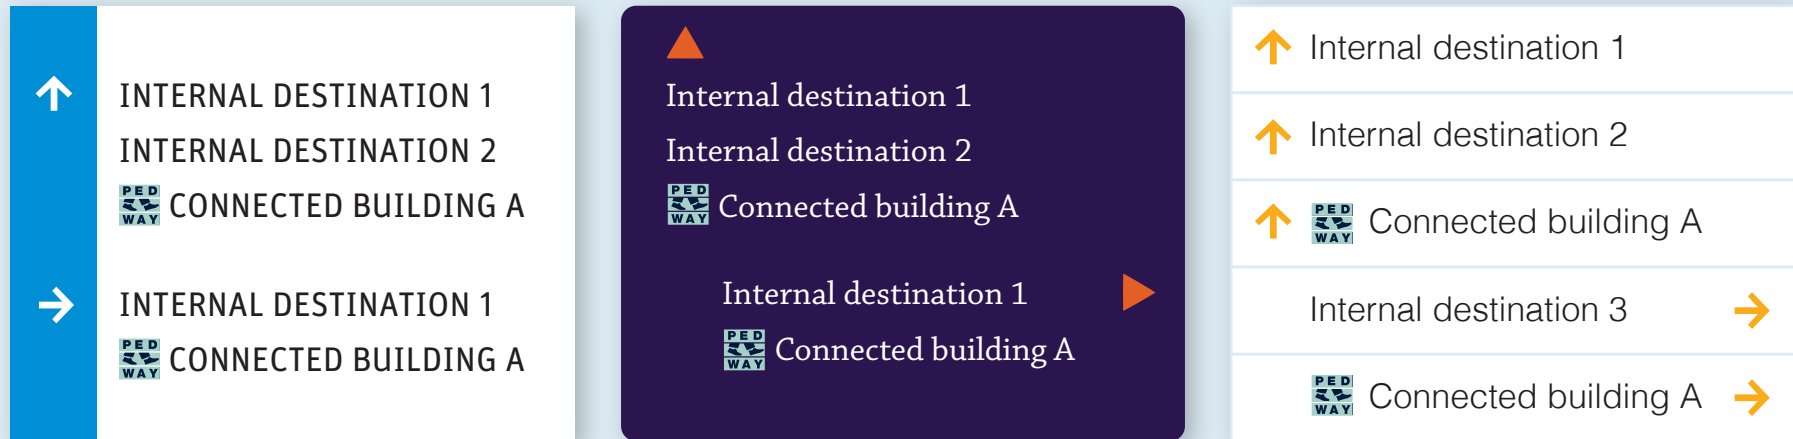 INTERNAL DESTINATION 1
INTERNAL DESTINATION 2
PED
WAY
CONNECTED BUILDING A
INTERNAL DESTINATION 1
PED
WAY
CONNECTED BUILDING A
Internal destination 1
Internal destination 2
PED
WAY
Connected building A
Internal destination 1
PED
WAY
Connected building A
Internal destination 1
Internal destination 2
PED
WAY
Connected building A
Internal destination 3
PED
WAY
Connected building A